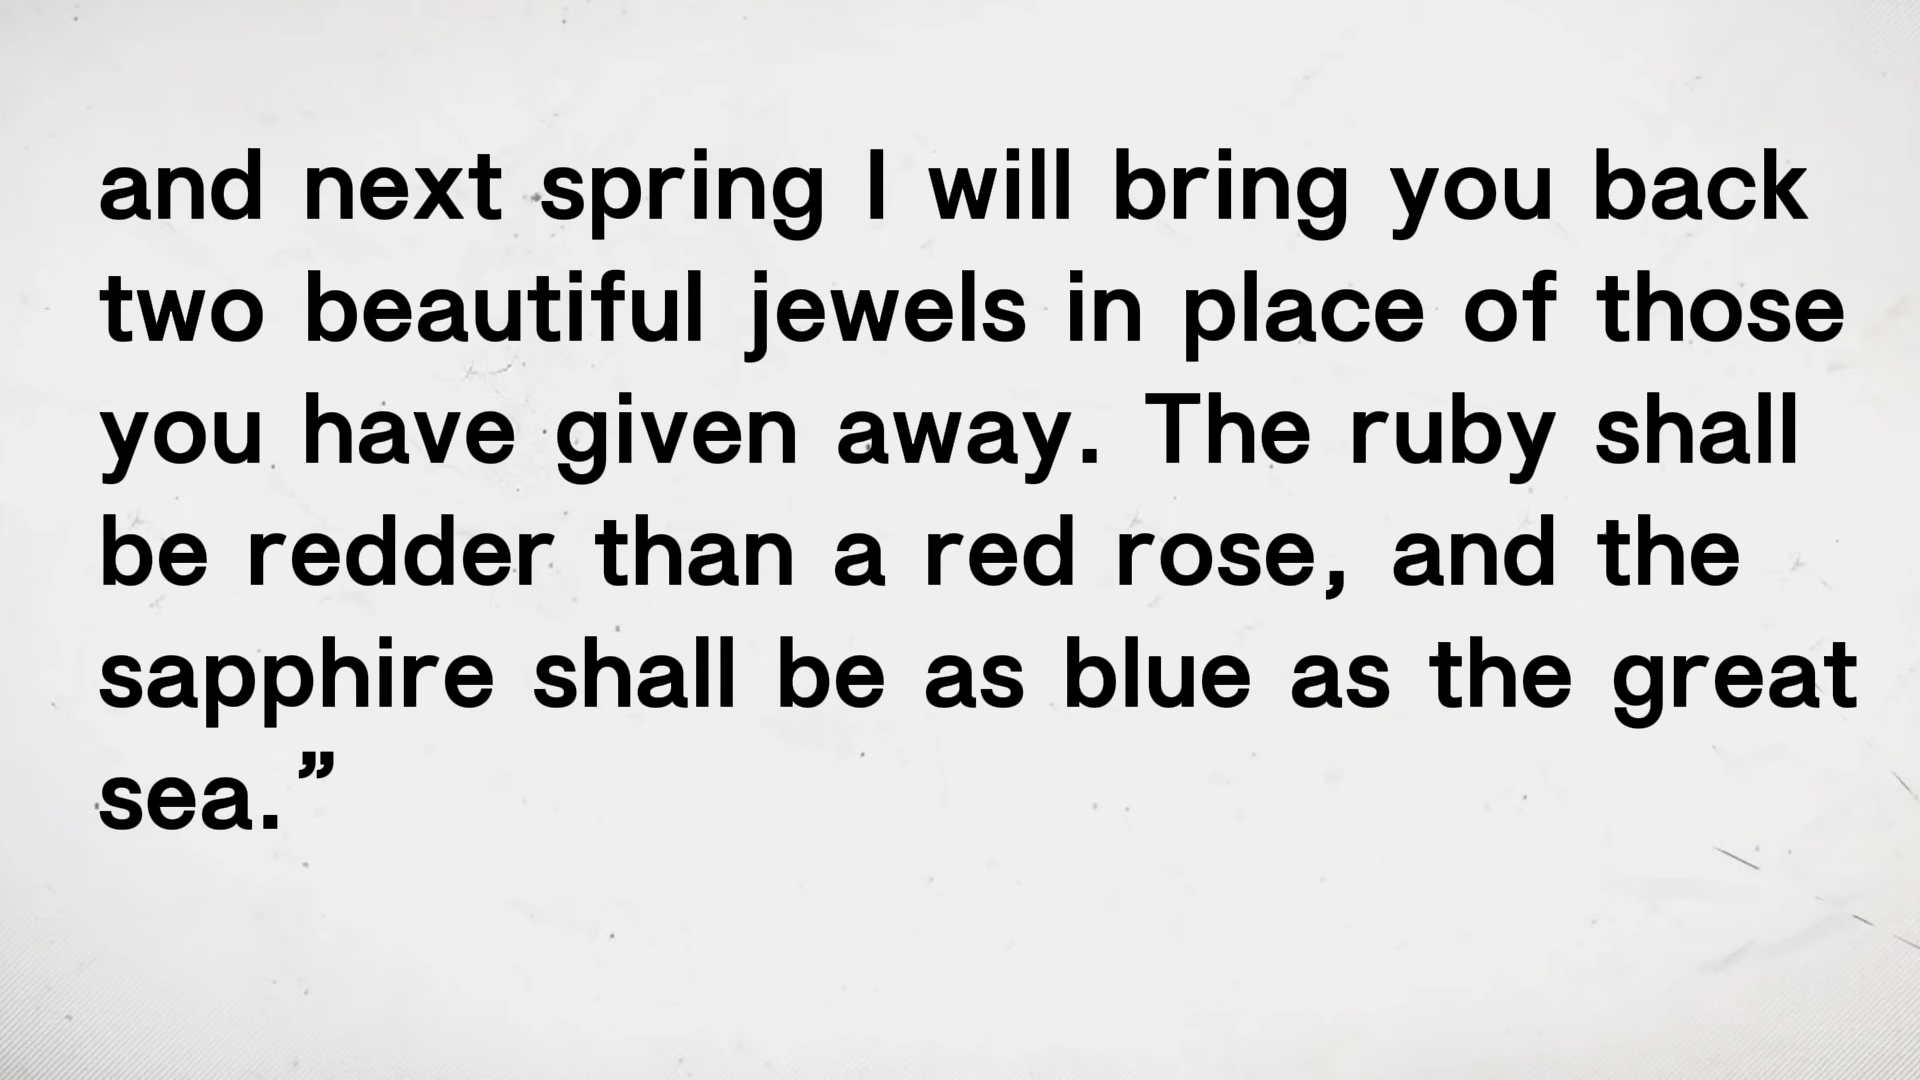 and next spring I will bring you back
two beautiful jewels in place of those
you have given away. The ruby shall
be redder than a red rose, and the
sapphire shall be as blue as the great
sea.”